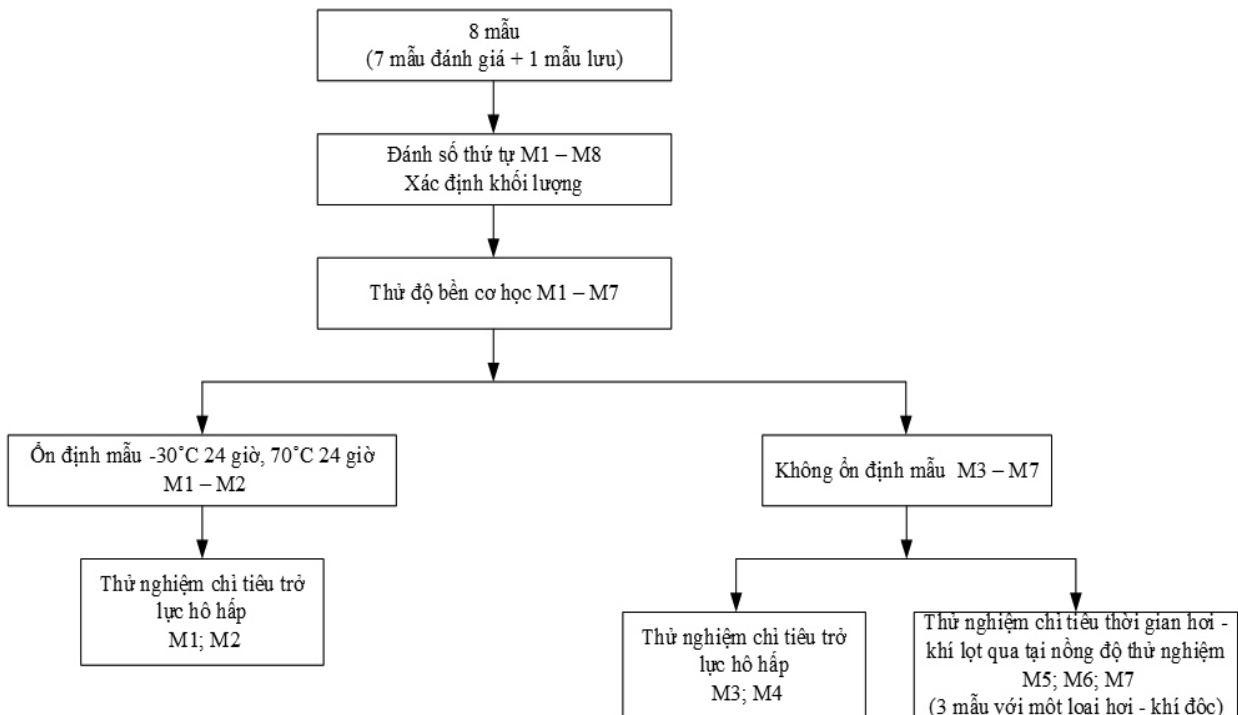 8 mẫu
(7 mẫu đánh giá + 1 mẫu lưu)
Đánh số thứ tự M1 – M8
Xác định khối lượng
Thử độ bền cơ học M1 – M7
Ổn định mẫu -30˚C 24 giờ, 70˚C 24 giờ
M1 – M2
Không ổn định mẫu M3 – M7
Thử nghiệm chỉ tiêu trở
lực hô hấp
M1; M2
Thử nghiệm chỉ tiêu trở
lực hô hấp
M3; M4
Thử nghiệm chỉ tiêu thời gian hơi -
khí lọt qua tại nồng độ thử nghiệm
M5; M6; M7
(3 mẫu với một loại hơi - khí độc)